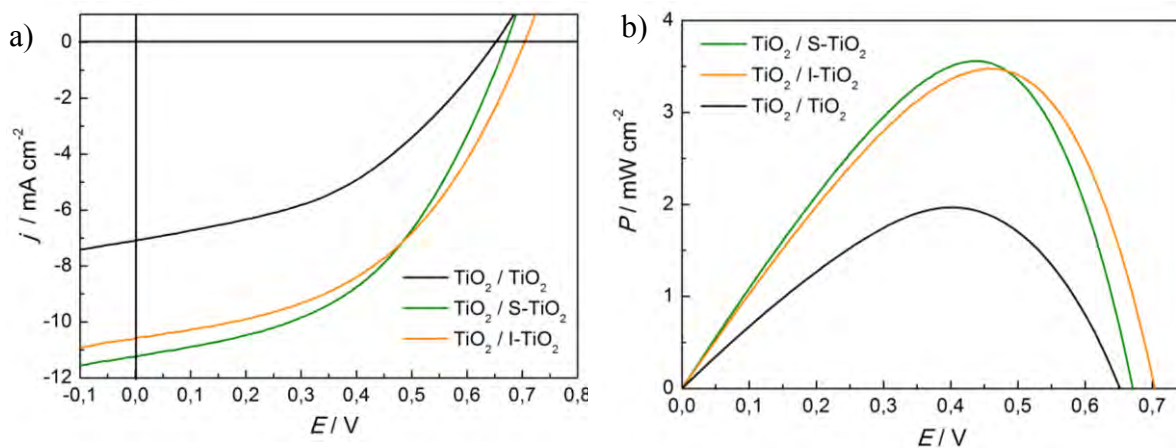 a)
j / mA cm⁻²
0
-2
-4
-6
-8
-10
-12
TiO₂ / TiO₂
TiO₂ / S-TiO₂
TiO₂ / I-TiO₂
-0,1 0,0 0,1 0,2 0,3 0,4 0,5 0,6 0,7 0,8
E / V
b)
P / mW cm⁻²
4
3
2
1
0
TiO₂ / S-TiO₂
TiO₂ / I-TiO₂
TiO₂ / TiO₂
0,0 0,1 0,2 0,3 0,4 0,5 0,6 0,7
E / V